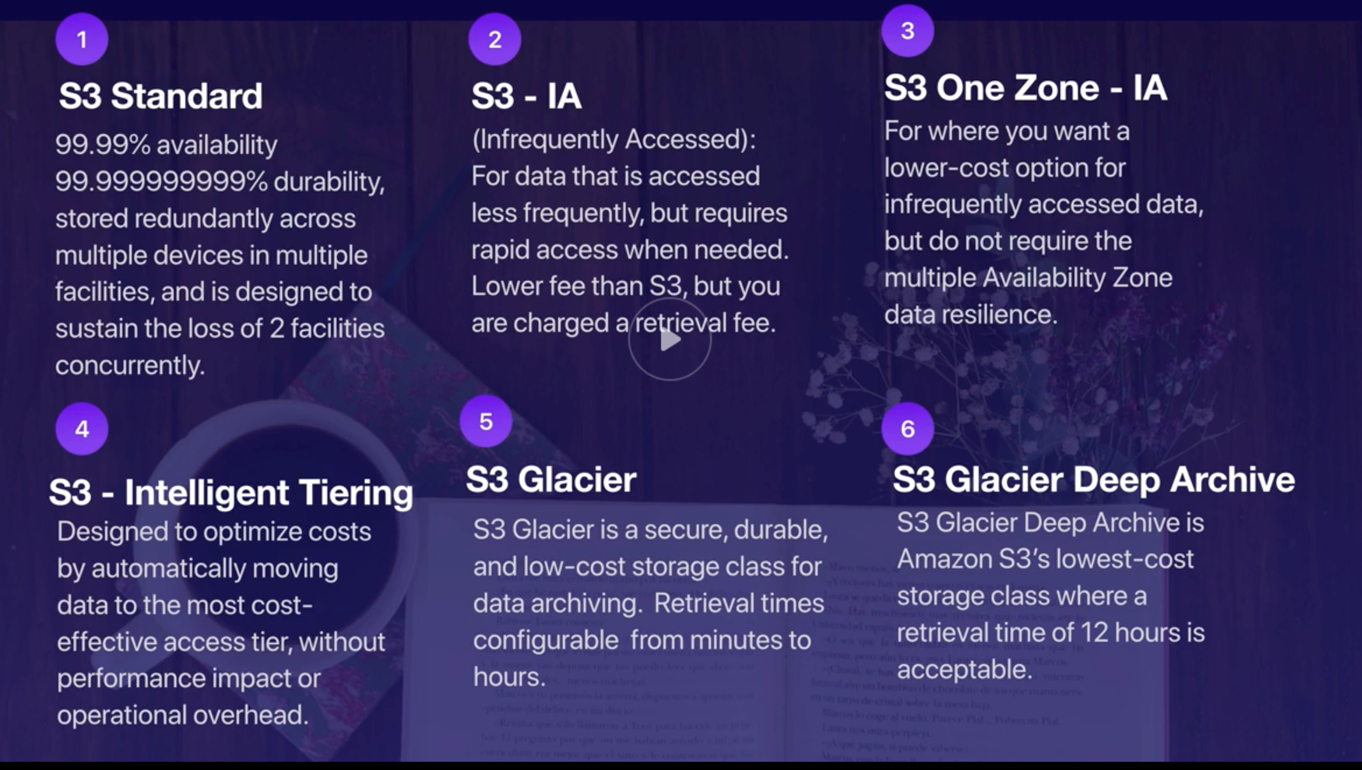 1
S3 Standard
99.99% availability
99.999999999% durability,
stored redundantly across
multiple devices in multiple
facilities, and is designed to
sustain the loss of 2 facilities
concurrently.
2
S3 - IA
(Infrequently Accessed):
For data that is accessed
less frequently, but requires
rapid access when needed.
Lower fee than S3, but you
are charged a retrieval fee.
3
S3 One Zone - IA
For where you want a
lower-cost option for
infrequently accessed data,
but do not require the
multiple Availability Zone
data resilience.
4
S3 - Intelligent Tiering
Designed to optimize costs
by automatically moving
data to the most cost-
effective access tier, without
performance impact or
operational overhead.
5
S3 Glacier
S3 Glacier is a secure, durable,
and low-cost storage class for
data archiving.  Retrieval times
configurable  from minutes to
hours.
6
S3 Glacier Deep Archive
S3 Glacier Deep Archive is
Amazon S3’s lowest-cost
storage class where a
retrieval time of 12 hours is
acceptable.